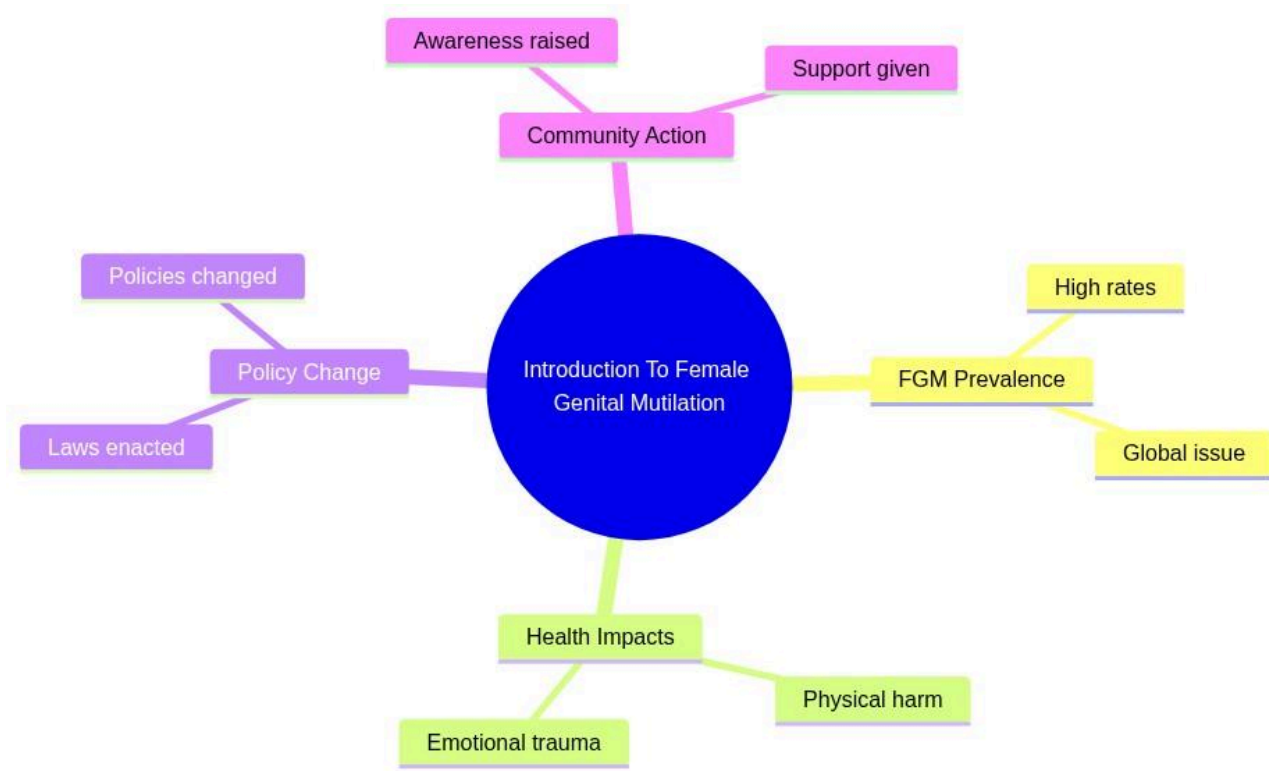 Awareness raised
Support given
Community Action
Policies changed
Policy Change
Laws enacted
Introduction To Female
Genital Mutilation
High rates
FGM Prevalence
Global issue
Health Impacts
Physical harm
Emotional trauma